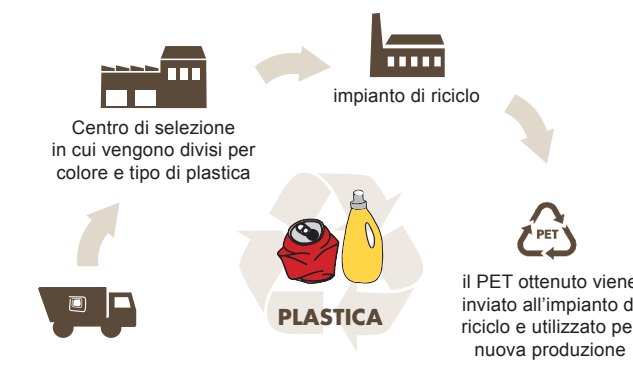 impianto di riciclo
Centro di selezione
in cui vengono divisi per
colore e tipo di plastica
PET
PLASTICA
il PET ottenuto viene
inviato all'impianto d
riciclo e utilizzato pe
nuova produzione